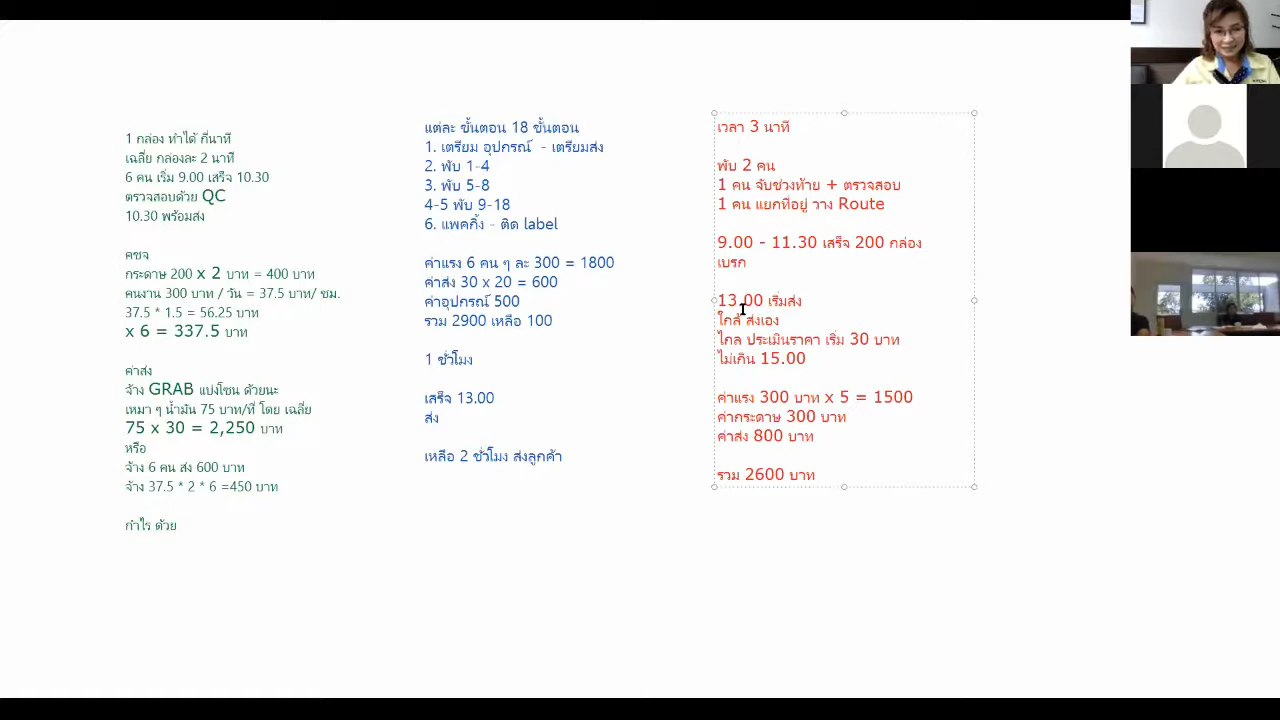 1 กล่อง ทำได้ กี่นาที
เฉลี่ย กล่องละ 2 นาที
6 คน เริ่ม 9.00 เสร็จ 10.30
ตรวจสอบด้วย QC
10.30 พร้อมส่ง
คชจ
กระดาษ 200 x 2 บาท = 400 บาท
คนงาน 300 บาท / วัน = 37.5 บาท/ ชม.
37.5 * 1.5 = 56.25 บาท
x 6 = 337.5 บาท
ค่าส่ง
จ้าง GRAB แบ่งโซน ด้วยนะ
เหมา ๆ น้ำมัน 75 บาท/ที่ โดย เฉลี่ย
75 x 30 = 2,250 บาท
หรือ
จ้าง 6 คน ส่ง 600 บาท
จ้าง 37.5 * 2 * 6 =450 บาท
กำไร ด้วย
แต่ละ ขั้นตอน 18 ขั้นตอน
1. เตรียม อุปกรณ์ - เตรียมส่ง
2. พับ 1-4
3. พับ 5-8
4-5 พับ 9-18
6. แพคกิ้ง - ติด label
ค่าแรง 6 คน ๆ ละ 300 = 1800
ค่าส่ง 30 x 20 = 600
ค่าอุปกรณ์ 500
รวม 2900 เหลือ 100
1 ชั่วโมง
เสร็จ 13.00
ส่ง
เหลือ 2 ชั่วโมง ส่งลูกค้า
เวลา 3 นาที
พับ 2 คน
1 คน จับช่วงท้าย + ตรวจสอบ
1 คน แยกที่อยู่ วาง Route
9.00 - 11.30 เสร็จ 200 กล่อง
เบรก
13.00 เริ่มส่ง
ใกล้ ส่งเอง
ไกล ประเมินราคา เริ่ม 30 บาท
ไม่เกิน 15.00
ค่าแรง 300 บาท x 5 = 1500
ค่ากระดาษ 300 บาท
ค่าส่ง 800 บาท
รวม 2600 บาท